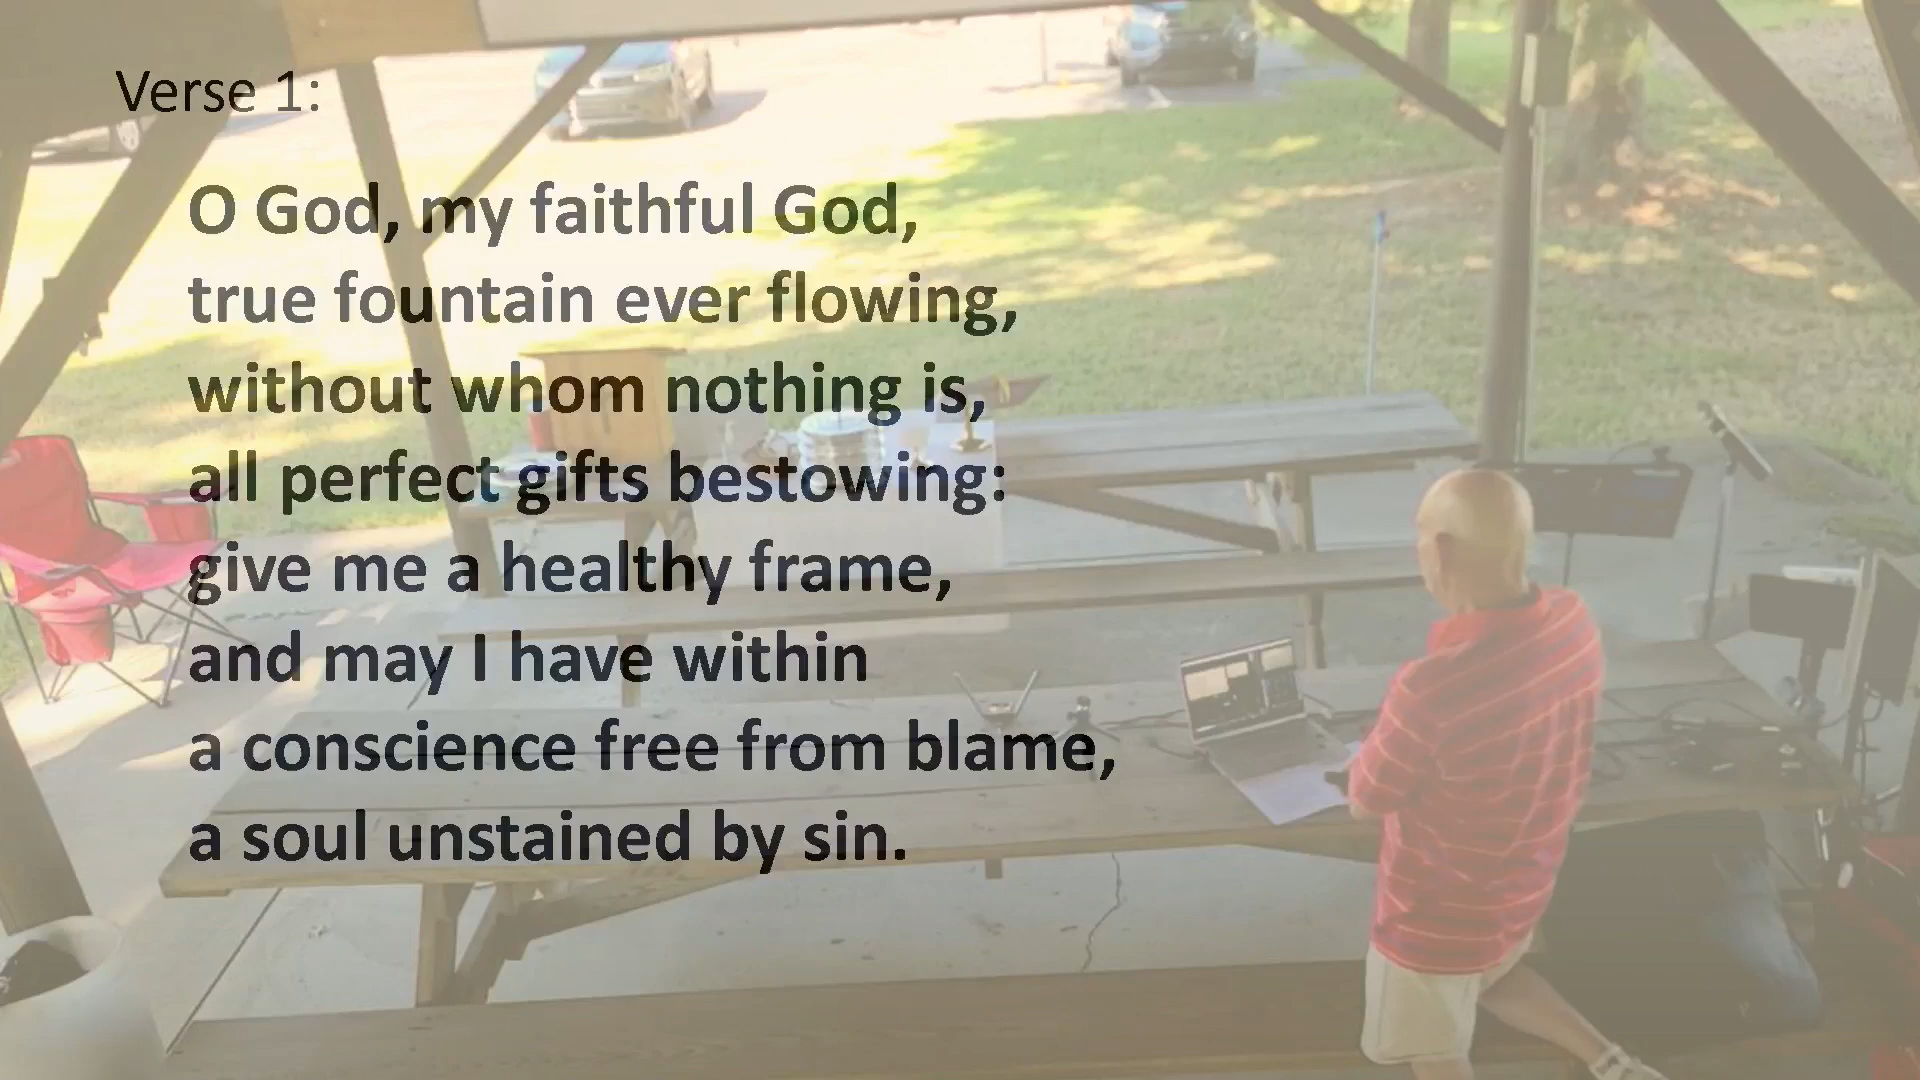 Verse 1:
O God, my faithful God,
true fountain ever flowing,
without whom nothing is,
all perfect gifts bestowing:
give me a healthy frame,
and may I have within
a conscience free from blame,
a soul unstained by sin.